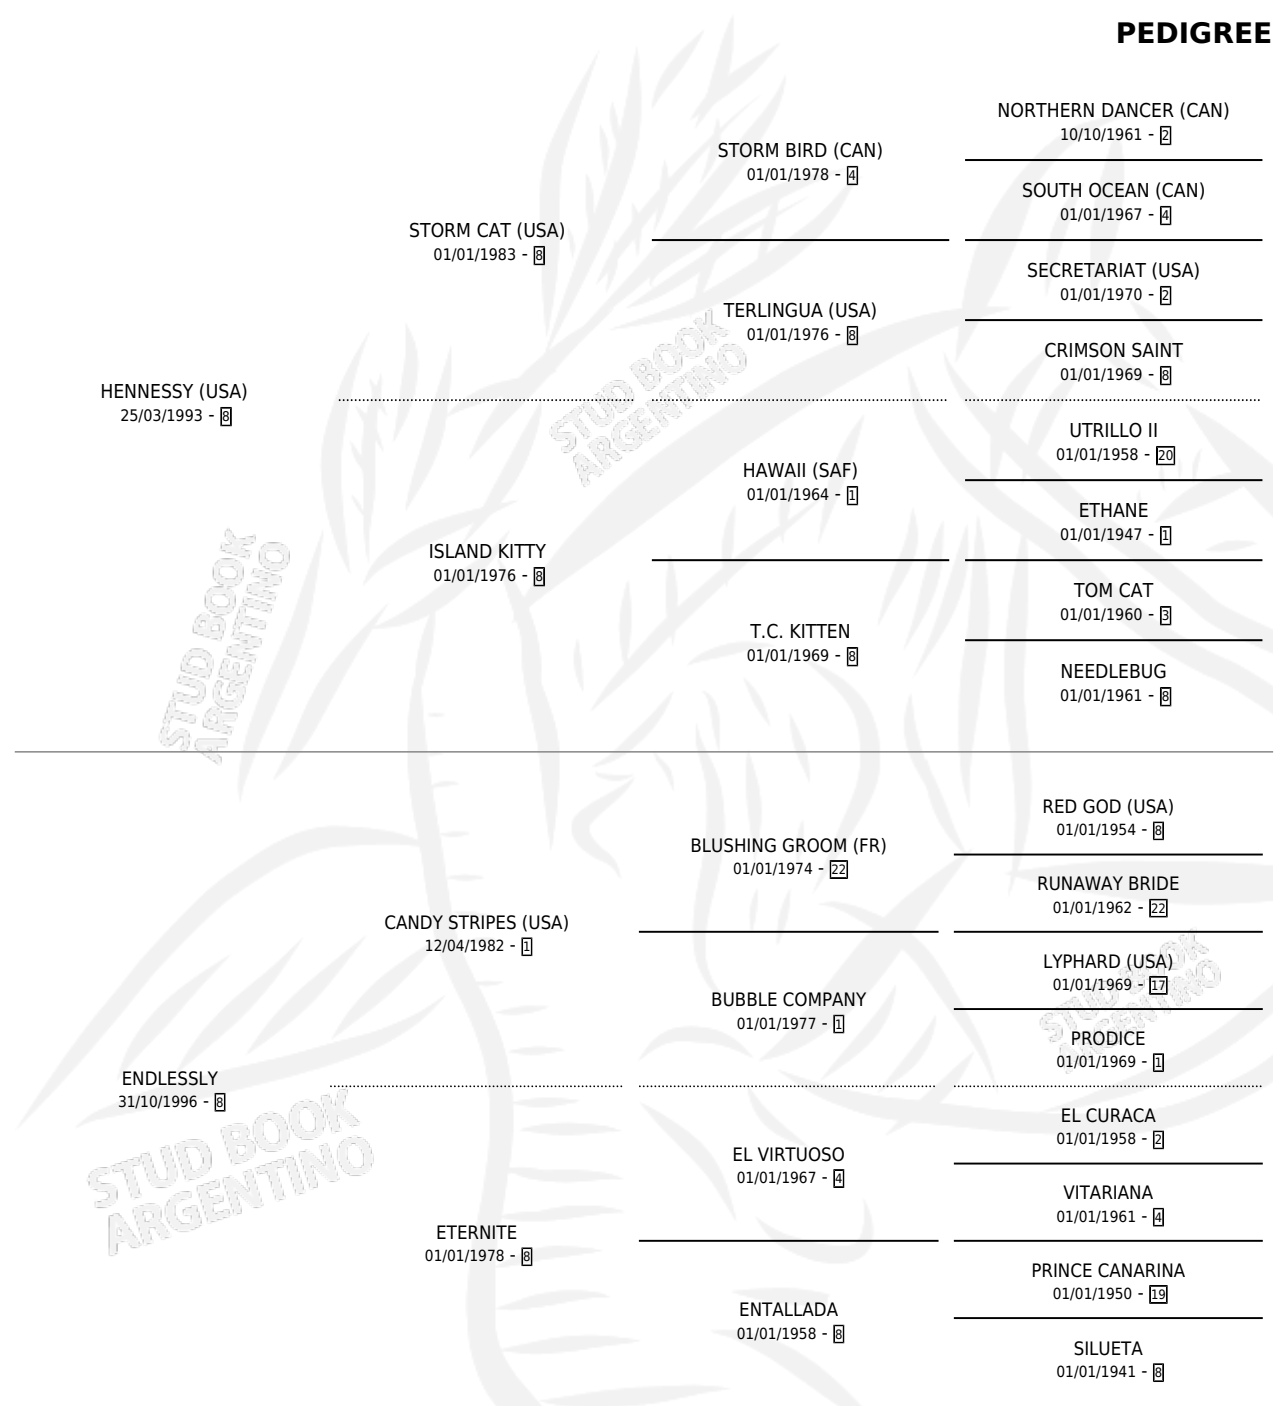 PEDIGREE
NORTHERN DANCER (CAN)
10/10/1961 - 2
STORM BIRD (CAN)
01/01/1978 - 4
SOUTH OCEAN (CAN)
01/01/1967 - 4
STORM CAT (USA)
01/01/1983 - 8
SECRETARIAT (USA)
01/01/1970 - 2
TERLINGUA (USA)
01/01/1976 - 8
CRIMSON SAINT
01/01/1969 - 8
HENNESSY (USA)
25/03/1993 - 8
UTRILLO II
01/01/1958 - 20
HAWAII (SAF)
01/01/1964 - 1
ETHANE
01/01/1947 - 1
ISLAND KITTY
01/01/1976 - 8
TOM CAT
01/01/1960 - 3
T.C. KITTEN
01/01/1969 - 8
NEEDLEBUG
01/01/1961 - 8
RED GOD (USA)
01/01/1954 - 8
BLUSHING GROOM (FR)
01/01/1974 - 22
RUNAWAY BRIDE
01/01/1962 - 22
CANDY STRIPES (USA)
12/04/1982 - 1
LYPHARD (USA)
01/01/1969 - 17
BUBBLE COMPANY
01/01/1977 - 1
PRODICE
01/01/1969 - 1
ENDLESSLY
31/10/1996 - 8
EL CURACA
01/01/1958 - 2
EL VIRTUOSO
01/01/1967 - 4
VITARIANA
01/01/1961 - 4
ETERNITE
01/01/1978 - 8
PRINCE CANARINA
01/01/1950 - 19
ENTALLADA
01/01/1958 - 8
SILUETA
01/01/1941 - 8
STUD BOOK
ARGENTINO
STUD BOOK
ARGENTINO
STUD BOOK
ARGENTINO
STUD BOOK
ARGENTINO